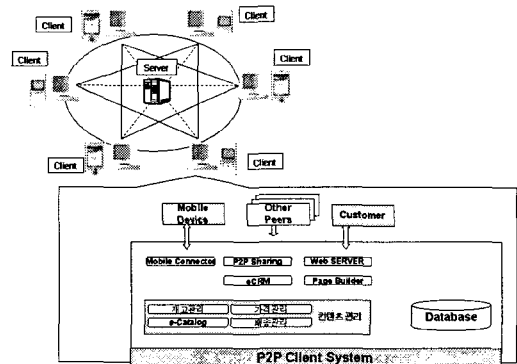 Client
Client
Client
Client
Server
Client
Client
Mobile Device
Other Peers
Customer
Mobile Connector
P2P Sharing
Web SERVER
eCRM
Page Builder
재고관리
가격관리
컨텐츠 관리
e-Catalog
배송관리
Database
P2P Client System